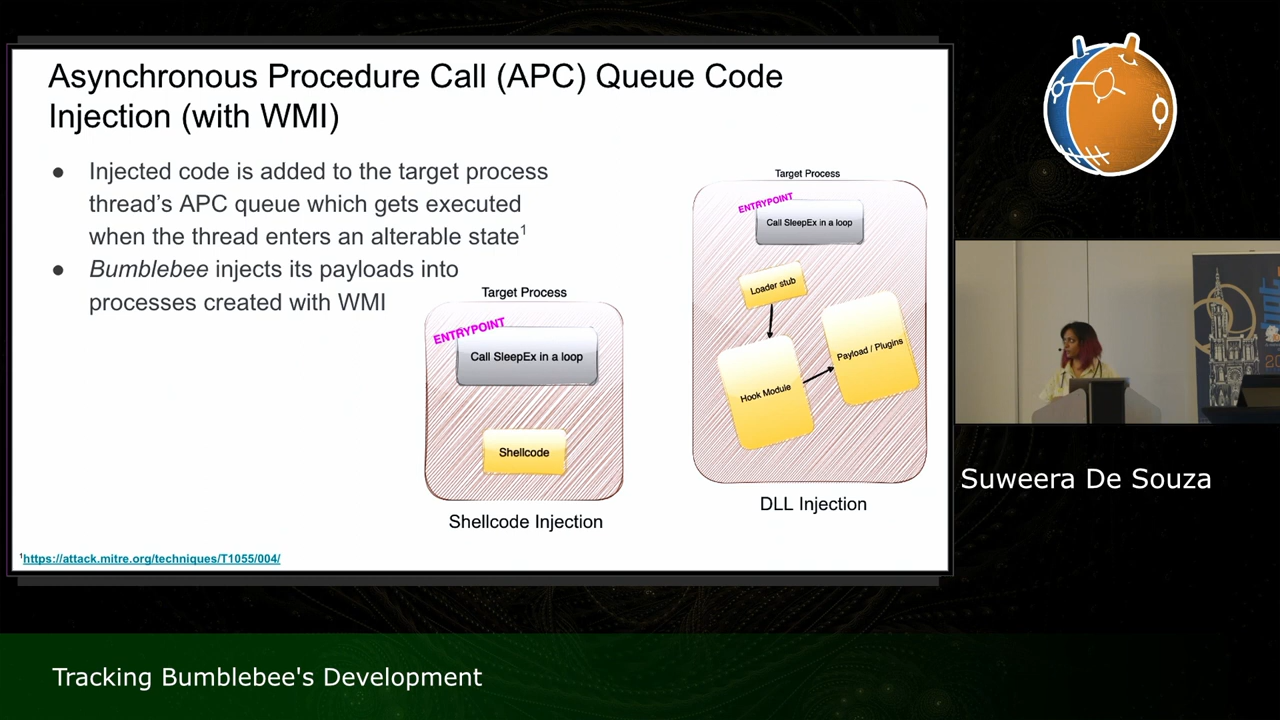 Asynchronous Procedure Call (APC) Queue Code
Injection (with WMI)
● Injected code is added to the target process
thread’s APC queue which gets executed
when the thread enters an alterable state1
● Bumblebee injects its payloads into
processes created with WMI
Target Process
ENTRYPOINT
Call SleepEx in a loop
Shellcode
Shellcode Injection
Target Process
ENTRYPOINT
Call SleepEx in a loop
Loader stub
Hook Module
Payload / Plugins
DLL Injection
1https://attack.mitre.org/techniques/T1055/004/
Suweera De Souza
Tracking Bumblebee's Development